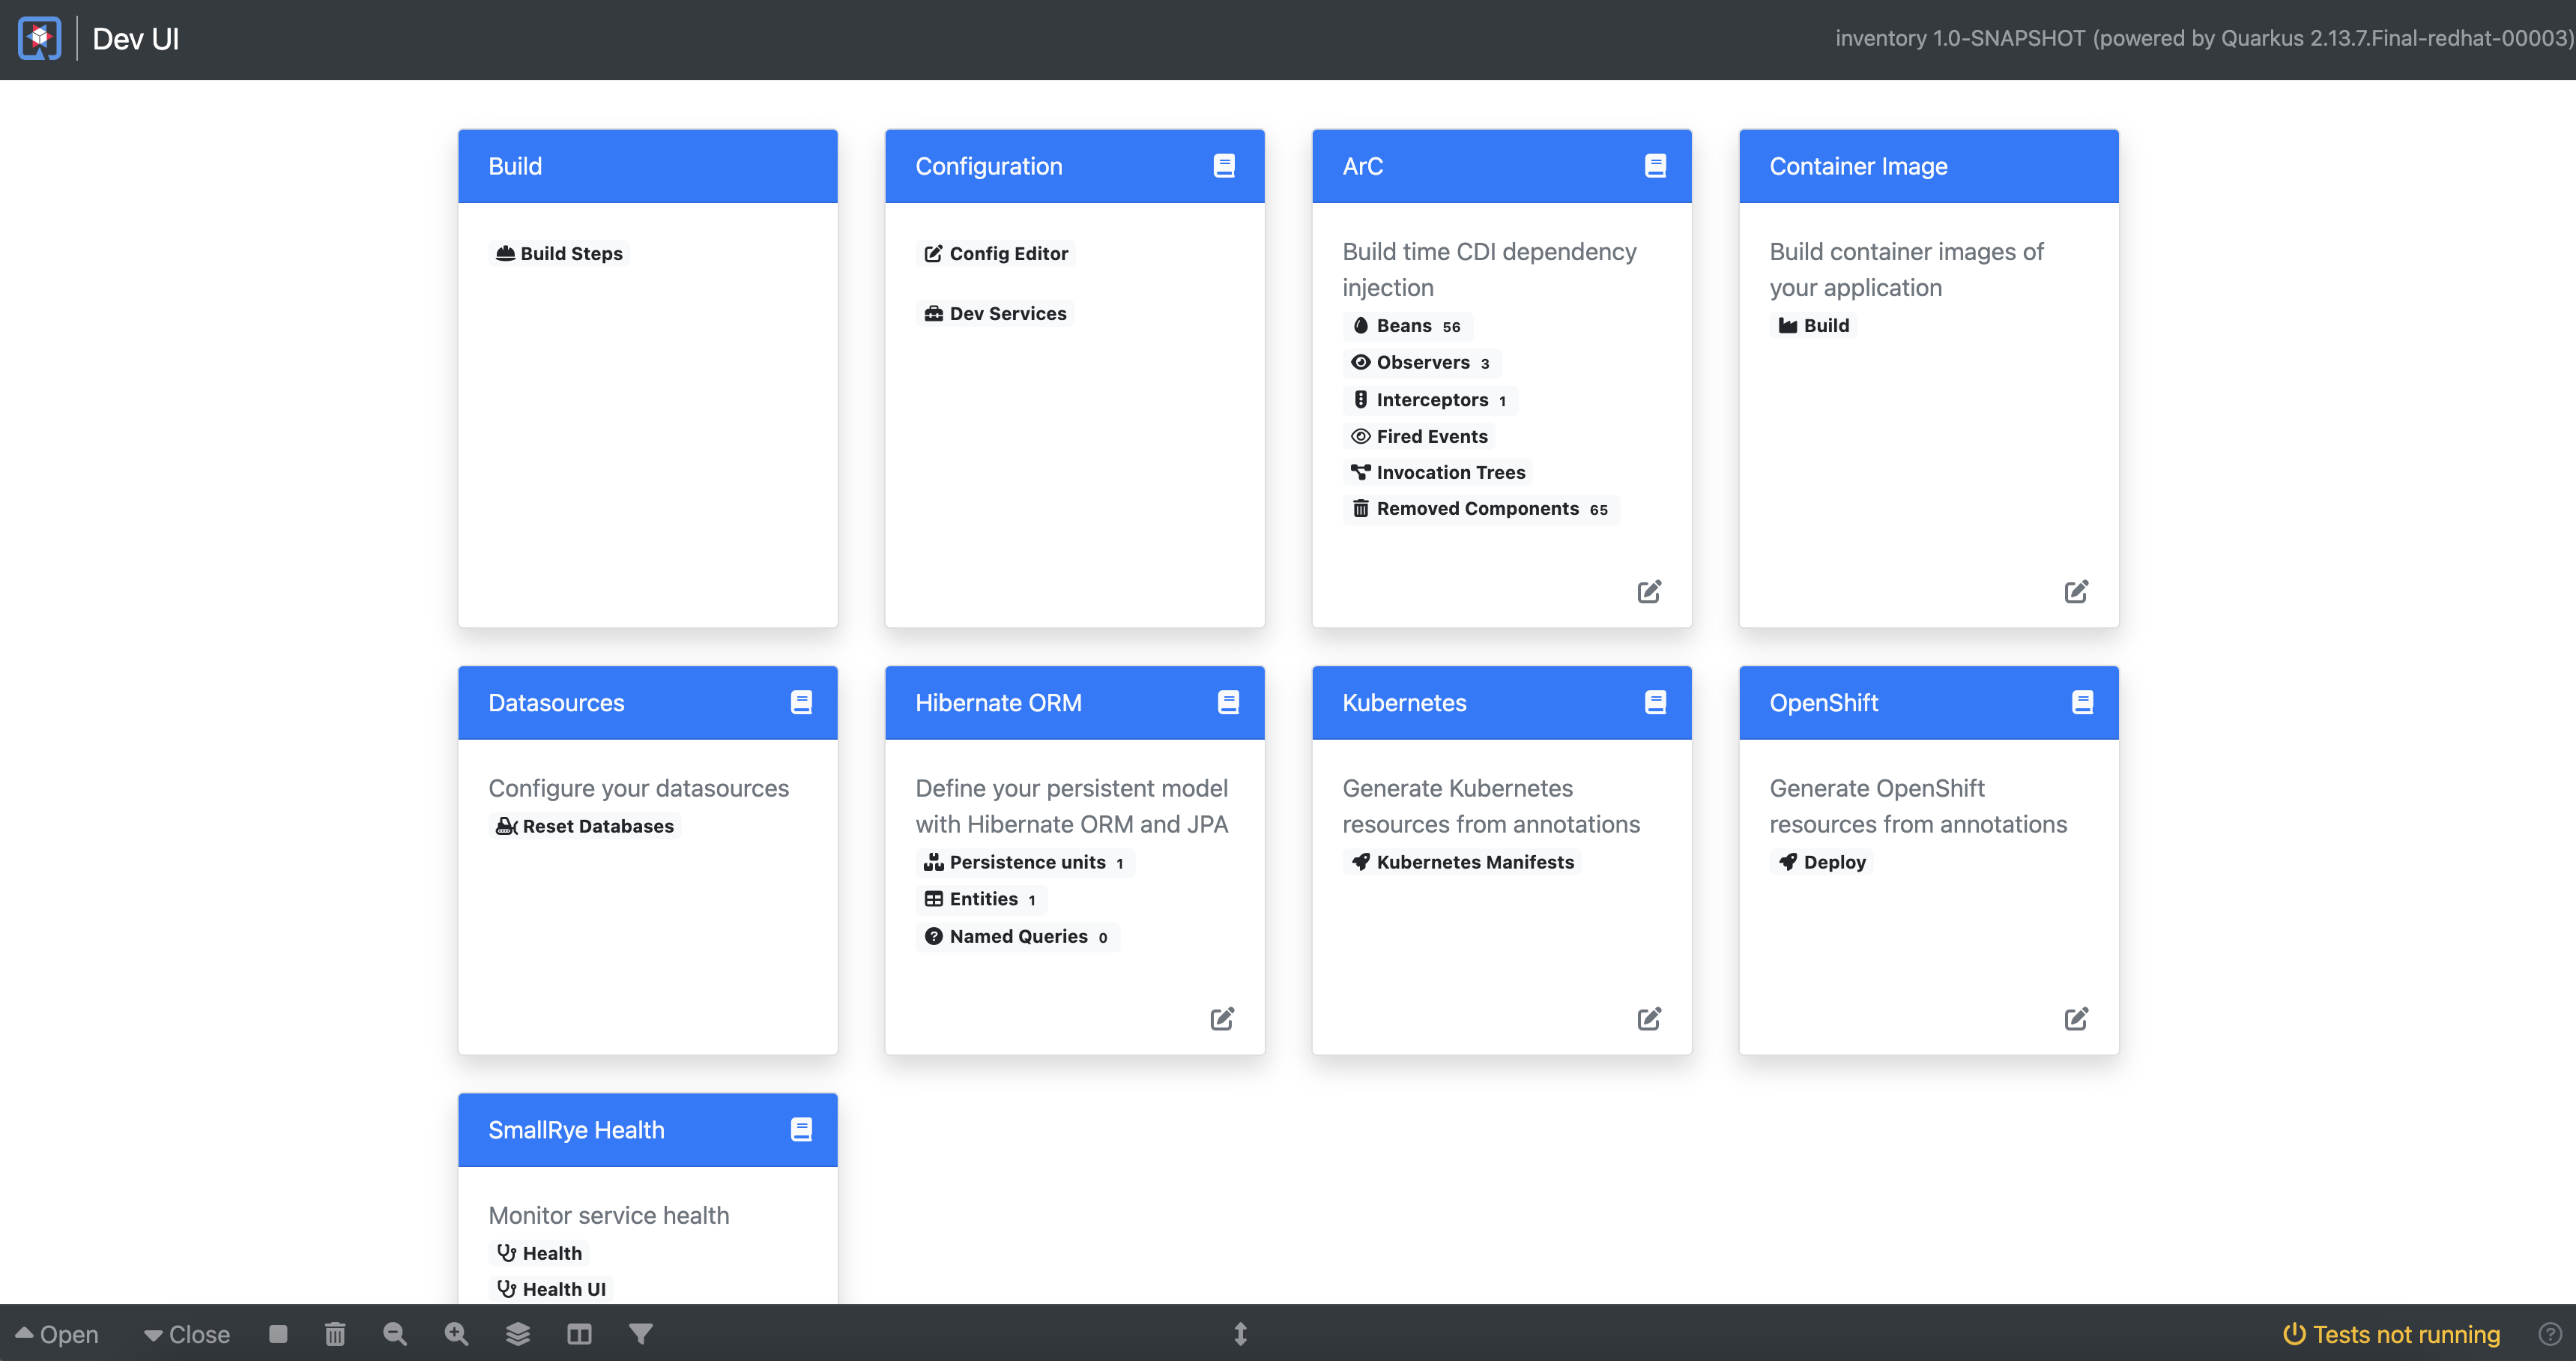 Dev UI
inventory 1.0-SNAPSHOT (powered by Quarkus 2.13.7.Final-redhat-00003)
Build
Build Steps
Configuration
Config Editor
Dev Services
ArC
Build time CDI dependency
injection
Beans 56
Observers 3
Interceptors 1
Fired Events
Invocation Trees
Removed Components 65
Container Image
Build container images of
your application
Build
Datasources
Configure your datasources
Reset Databases
Hibernate ORM
Define your persistent model
with Hibernate ORM and JPA
Persistence units 1
Entities 1
Named Queries 0
Kubernetes
Generate Kubernetes
resources from annotations
Kubernetes Manifests
OpenShift
Generate OpenShift
resources from annotations
Deploy
SmallRye Health
Monitor service health
Health
Health UI
Open
Close
Tests not running